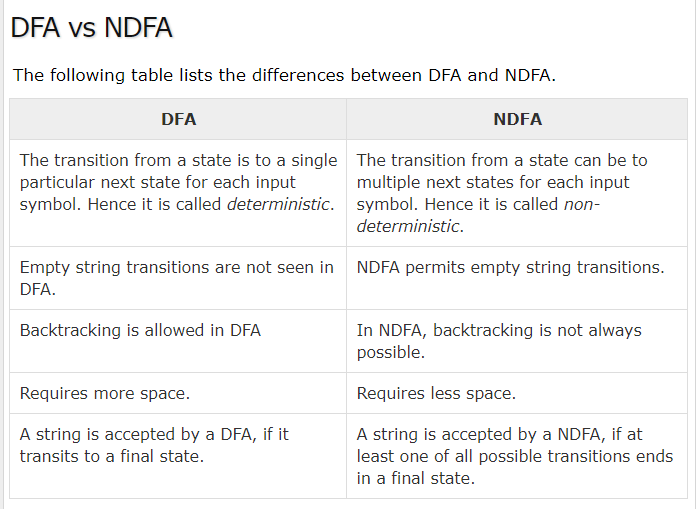 DFA vs NDFA
The following table lists the differences between DFA and NDFA.
DFA
NDFA
The transition from a state is to a single
particular next state for each input
symbol. Hence it is called deterministic.
The transition from a state can be to
multiple next states for each input
symbol. Hence it is called non-
deterministic.
Empty string transitions are not seen in
DFA.
NDFA permits empty string transitions.
Backtracking is allowed in DFA
In NDFA, backtracking is not always
possible.
Requires more space.
Requires less space.
A string is accepted by a DFA, if it
transits to a final state.
A string is accepted by a NDFA, if at
least one of all possible transitions ends
in a final state.